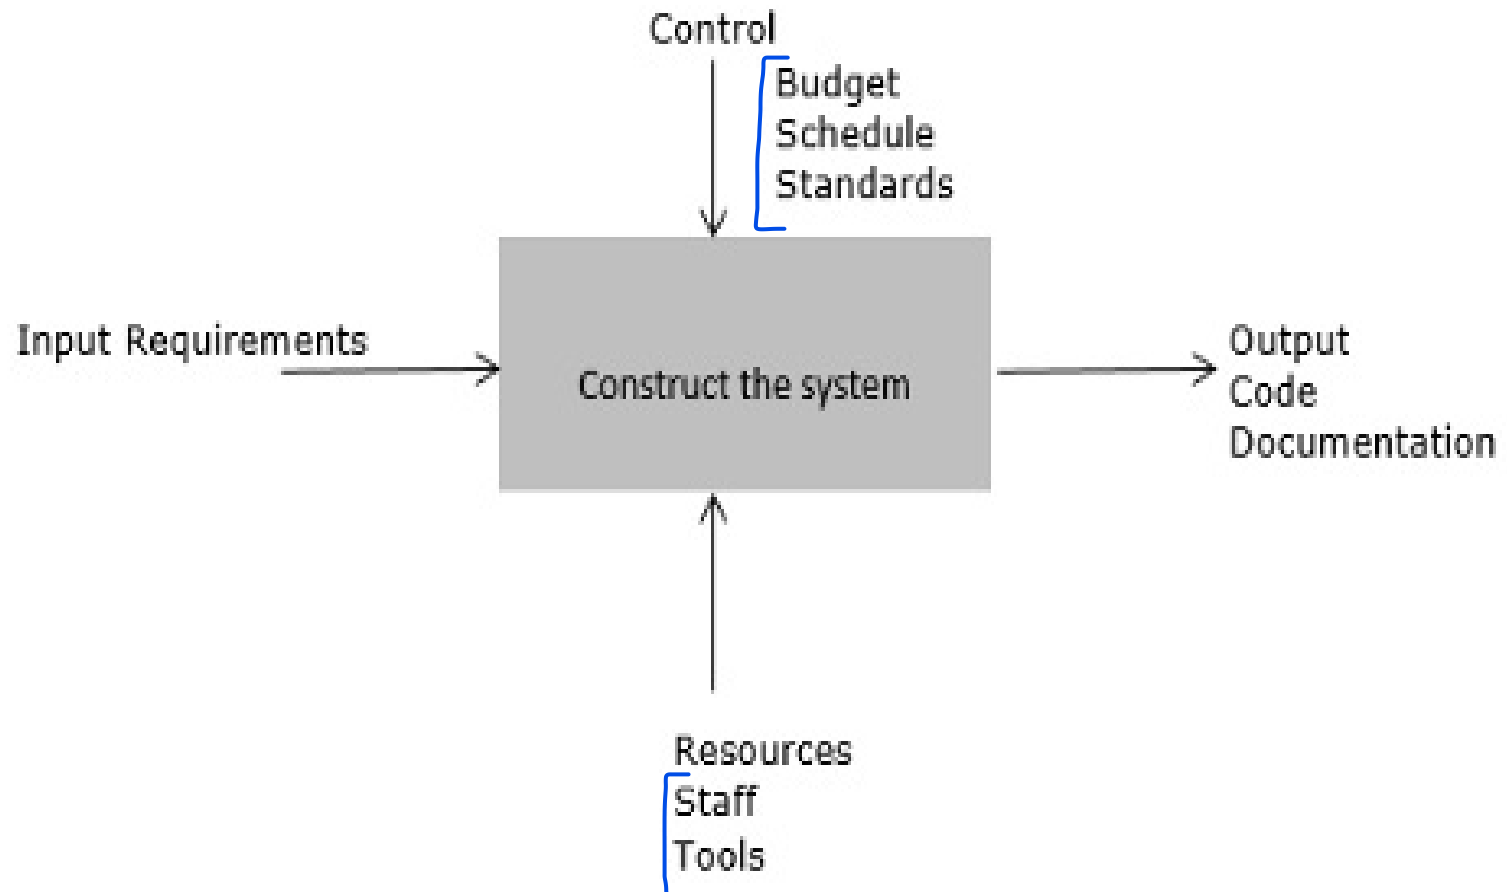 Control
Budget
Schedule
Standards
Input Requirements
Construct the system
Output
Code
Documentation
Resources
Staff
Tools